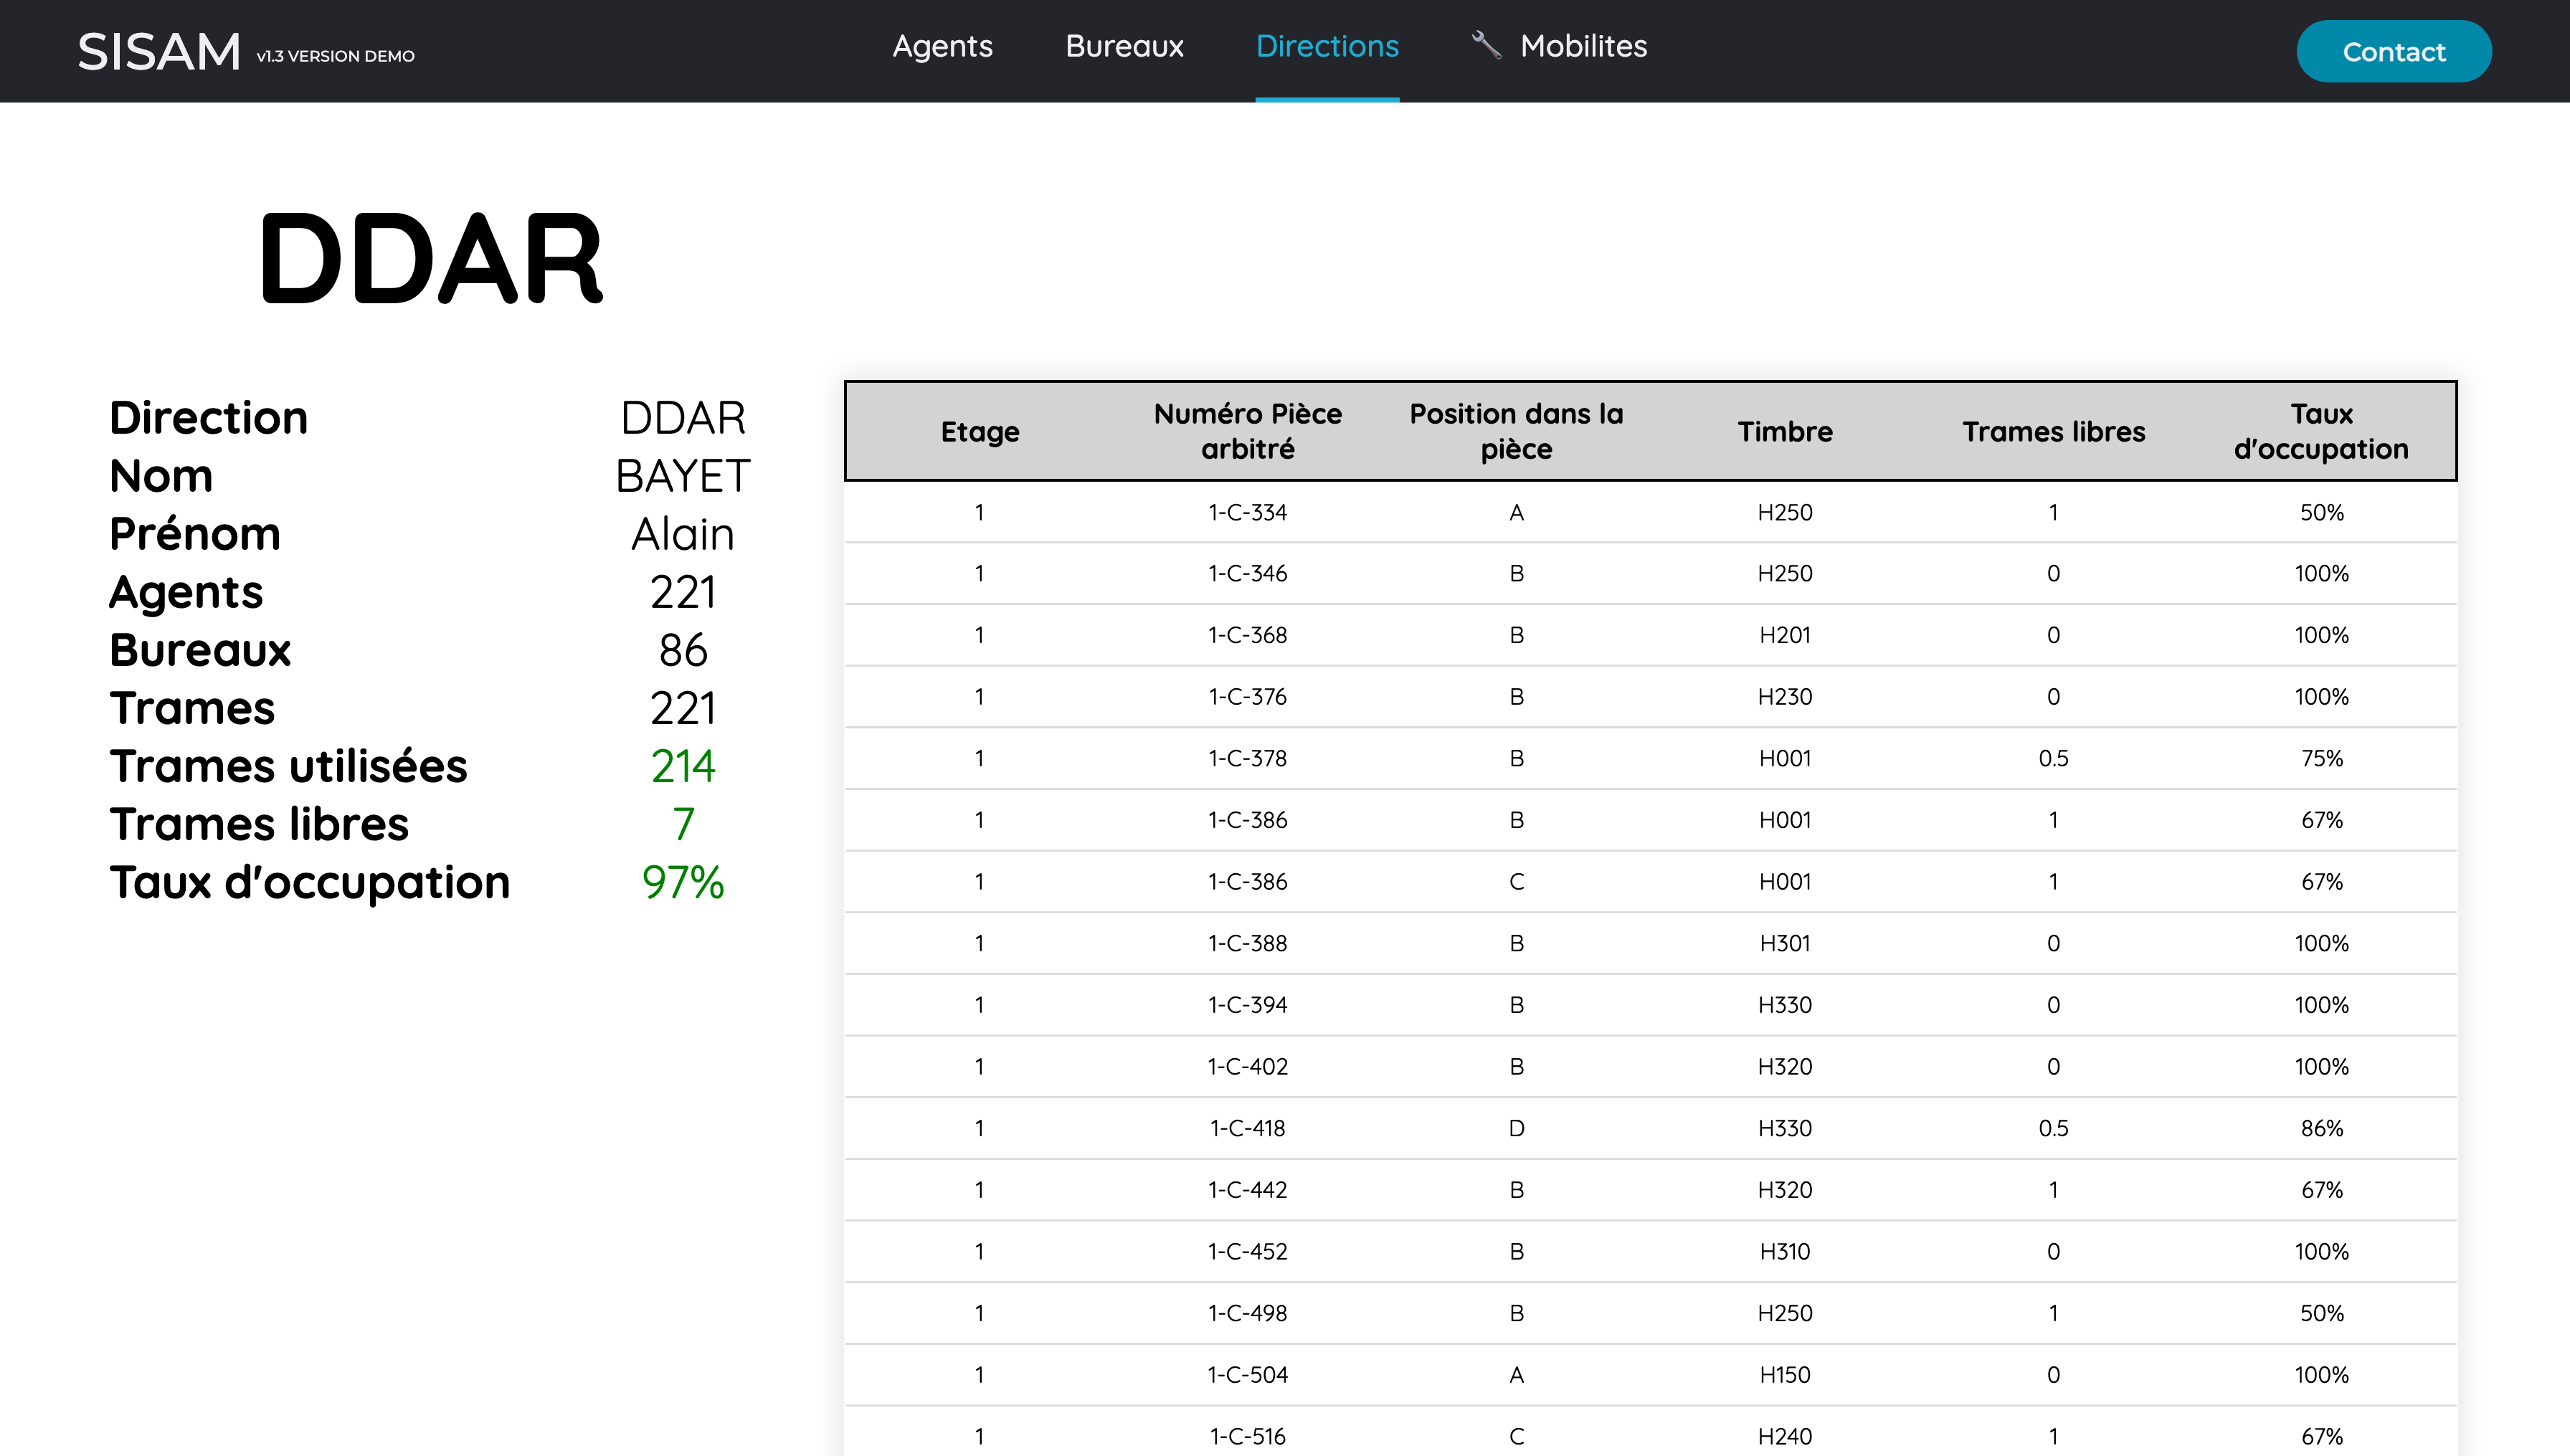 SISAM v1.3 VERSION DEMO Agents Bureaux Directions Mobilites Contact
DDAR
Direction DDAR
Nom BAYET
Prénom Alain
Agents 221
Bureaux 86
Trames 221
Trames utilisées 214
Trames libres 7
Taux d'occupation 97%
Etage Numéro Pièce arbitré Position dans la pièce Timbre Trames libres Taux d'occupation
1 1-C-334 A H250 1 50%
1 1-C-346 B H250 0 100%
1 1-C-368 B H201 0 100%
1 1-C-376 B H230 0 100%
1 1-C-378 B H001 0.5 75%
1 1-C-386 B H001 1 67%
1 1-C-386 C H001 1 67%
1 1-C-388 B H301 0 100%
1 1-C-394 B H330 0 100%
1 1-C-402 B H320 0 100%
1 1-C-418 D H330 0.5 86%
1 1-C-442 B H320 1 67%
1 1-C-452 B H310 0 100%
1 1-C-498 B H250 1 50%
1 1-C-504 A H150 0 100%
1 1-C-516 C H240 1 67%